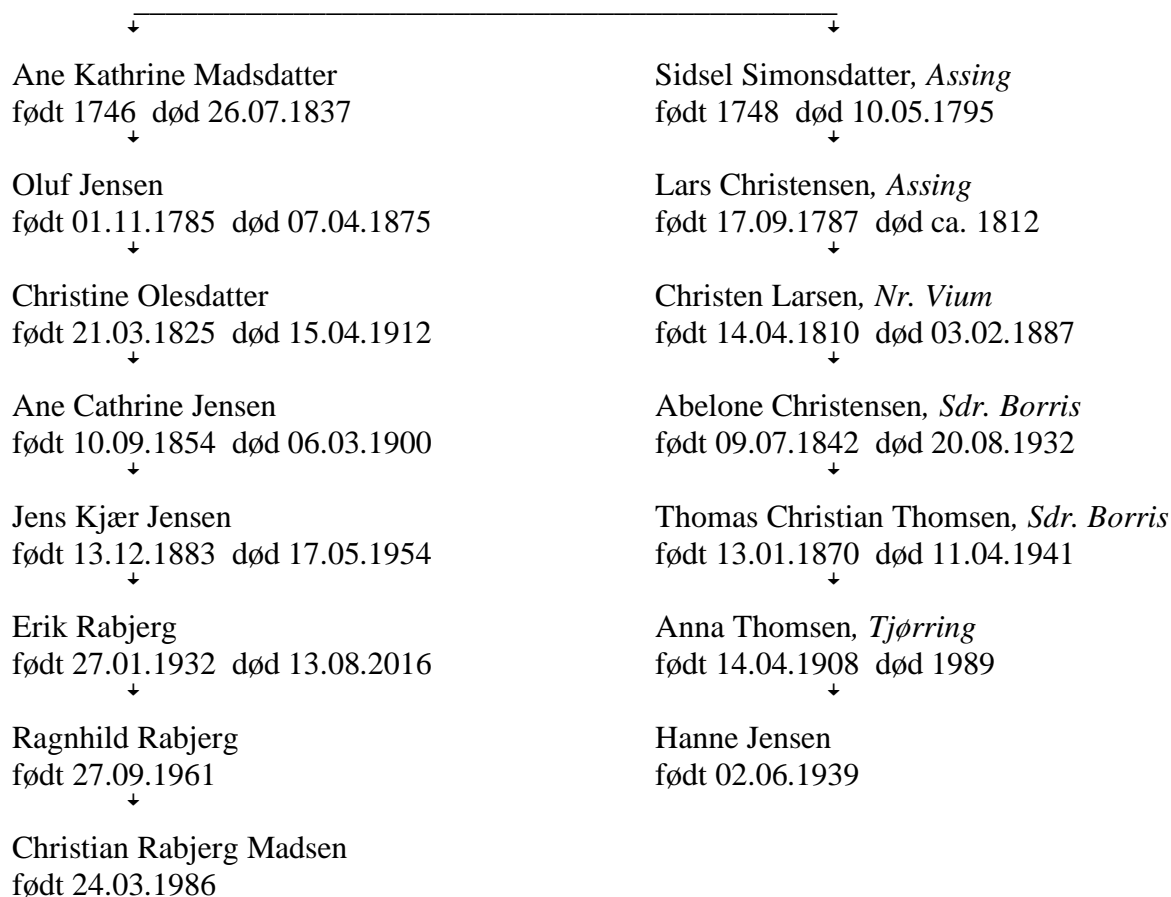 Ane Kathrine Madsdatter
født 1746  død 26.07.1837
Oluf Jensen
født 01.11.1785  død 07.04.1875
Christine Olesdatter
født 21.03.1825  død 15.04.1912
Ane Cathrine Jensen
født 10.09.1854  død 06.03.1900
Jens Kjær Jensen
født 13.12.1883  død 17.05.1954
Erik Rabjerg
født 27.01.1932  død 13.08.2016
Ragnhild Rabjerg
født 27.09.1961
Christian Rabjerg Madsen
født 24.03.1986
Sidsel Simonsdatter, Assing
født 1748  død 10.05.1795
Lars Christensen, Assing
født 17.09.1787  død ca. 1812
Christen Larsen, Nr. Vium
født 14.04.1810  død 03.02.1887
Abelone Christensen, Sdr. Borris
født 09.07.1842  død 20.08.1932
Thomas Christian Thomsen, Sdr. Borris
født 13.01.1870  død 11.04.1941
Anna Thomsen, Tjørring
født 14.04.1908  død 1989
Hanne Jensen
født 02.06.1939